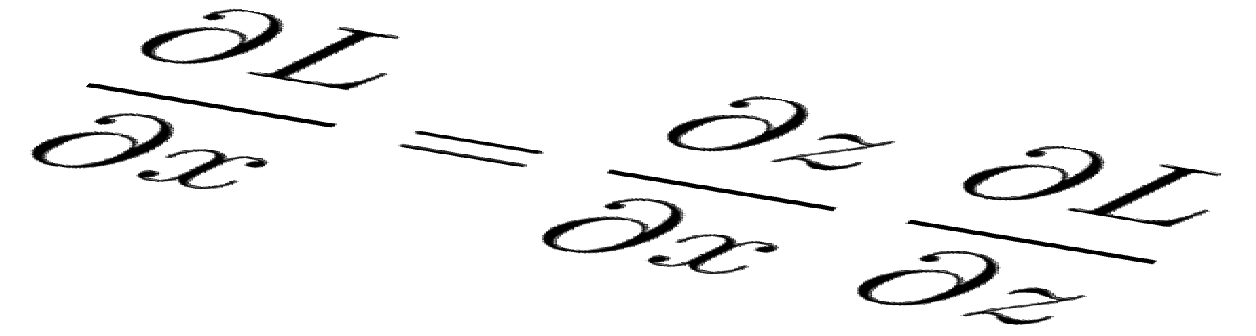 ∂L/∂x = ∂z/∂x ∂L/∂z